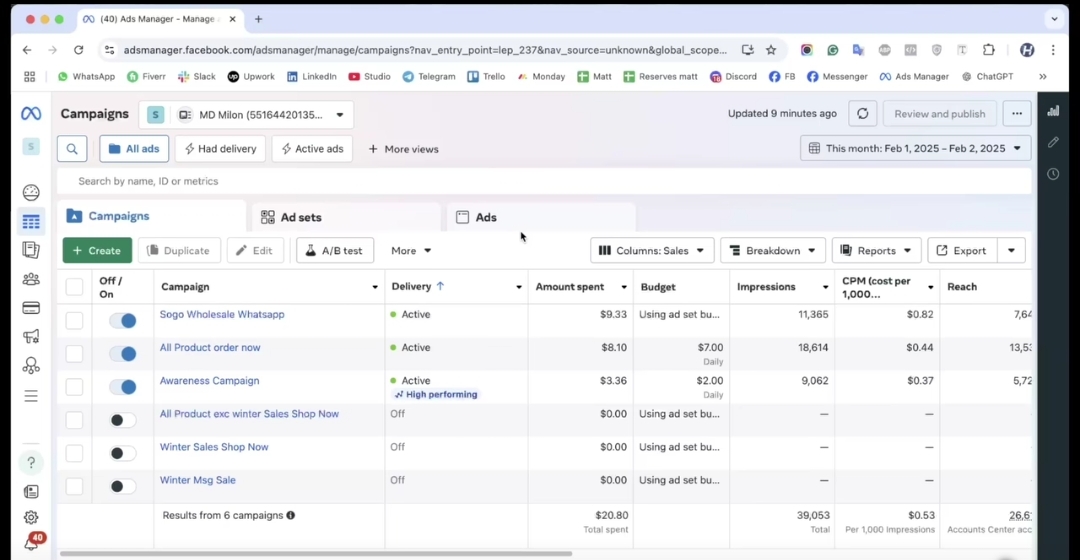 (40) Ads Manager - Manage
adsmanager.facebook.com/adsmanager/manage/campaigns?nav_entry_point=lep_237&nav_source=unknown&global_scope...
WhatsApp Fiverr Slack Upwork LinkedIn Studio Telegram Trello Monday Matt Reserves matt Discord FB Messenger Ads Manager ChatGPT
Campaigns S MD Milon (55164420135... Updated 9 minutes ago Review and publish
S
All ads Had delivery Active ads + More views This month: Feb 1, 2025 – Feb 2, 2025
Search by name, ID or metrics
Campaigns Ad sets Ads
+ Create Duplicate Edit A/B test More Columns: Sales Breakdown Reports Export
Off / On Campaign Delivery ↑ Amount spent Budget Impressions CPM (cost per 1,000... Reach
Sogo Wholesale Whatsapp Active $9.33 Using ad set bu... 11,365 $0.82 7,64
All Product order now Active $8.10 $7.00 18,614 $0.44 13,53
Daily
Awareness Campaign Active $3.36 $2.00 9,062 $0.37 5,72
High performing Daily
All Product exc winter Sales Shop Now Off $0.00 Using ad set bu... — — —
Winter Sales Shop Now Off $0.00 Using ad set bu... — — —
Winter Msg Sale Off $0.00 Using ad set bu... — — —
Results from 6 campaigns $20.80 39,053 $0.53 26,6
Total spent Total Per 1,000 Impressions Accounts Center acc
40